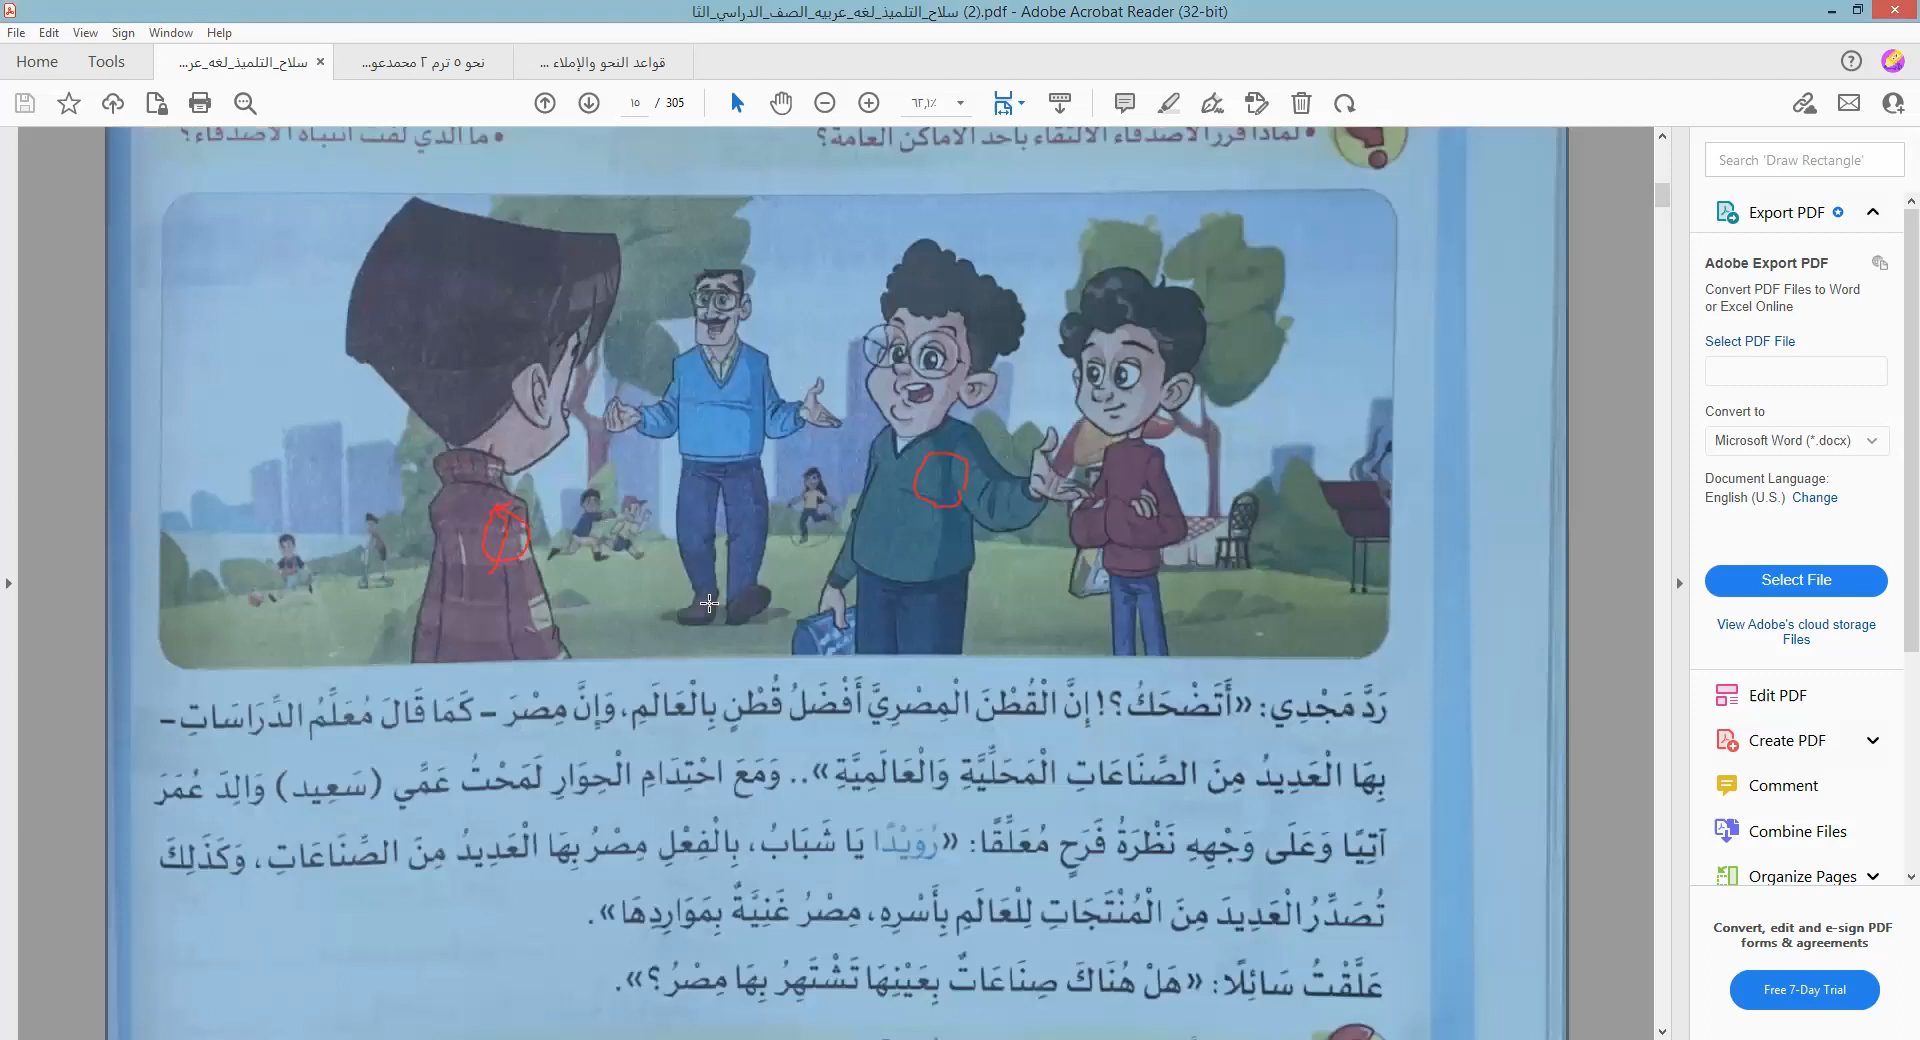 سلاح_التلميذ_لغه_عربيه_الصف_الدراسي_الثا (2).pdf - Adobe Acrobat Reader (32-bit)
File Edit View Sign Window Help
Home Tools سلاح_التلميذ_لغه_عر... × نحو ٥ ترم ٢ محمدعو... قواعد النحو والإملاء ...
١٥ / 305 ٦٢,١٪
• لماذا قرر الأصدقاء الالتقاء بأحد الأماكن العامة؟ • ما الذي لفت انتباه الأصدقاء؟
رَدَّ مَجْدِي: «أَتَضْحَكُ؟! إِنَّ الْقُطْنَ الْمِصْرِيَّ أَفْضَلُ قُطْنٍ بِالْعَالَمِ، وَإِنَّ مِصْرَ - كَمَا قَالَ مُعَلِّمُ الدِّرَاسَاتِ -
بِهَا الْعَدِيدُ مِنَ الصِّنَاعَاتِ الْمَحَلِّيَّةِ وَالْعَالَمِيَّةِ».. وَمَعَ احْتِدَامِ الْحِوَارِ لَمَحْتُ عَمِّي (سَعِيد) وَالِدَ عُمَرَ
آتِيًا وَعَلَى وَجْهِهِ نَظْرَةُ فَرَحٍ مُعَلِّقًا: «رُوَيْدًا يَا شَبَابُ، بِالْفِعْلِ مِصْرُ بِهَا الْعَدِيدُ مِنَ الصِّنَاعَاتِ، وَكَذَلِكَ
تُصَدِّرُ الْعَدِيدَ مِنَ الْمُنْتَجَاتِ لِلْعَالَمِ بِأَسْرِهِ، مِصْرُ غَنِيَّةٌ بِمَوَارِدِهَا».
عَلَّقْتُ سَائِلًا: «هَلْ هُنَاكَ صِنَاعَاتٌ بِعَيْنِهَا تَشْتَهِرُ بِهَا مِصْرُ؟».
Search 'Draw Rectangle'
Export PDF
Adobe Export PDF
Convert PDF Files to Word
or Excel Online
Select PDF File
Convert to
Microsoft Word (*.docx)
Document Language:
English (U.S.) Change
Select File
View Adobe's cloud storage
Files
Edit PDF
Create PDF
Comment
Combine Files
Organize Pages
Convert, edit and e-sign PDF
forms & agreements
Free 7-Day Trial